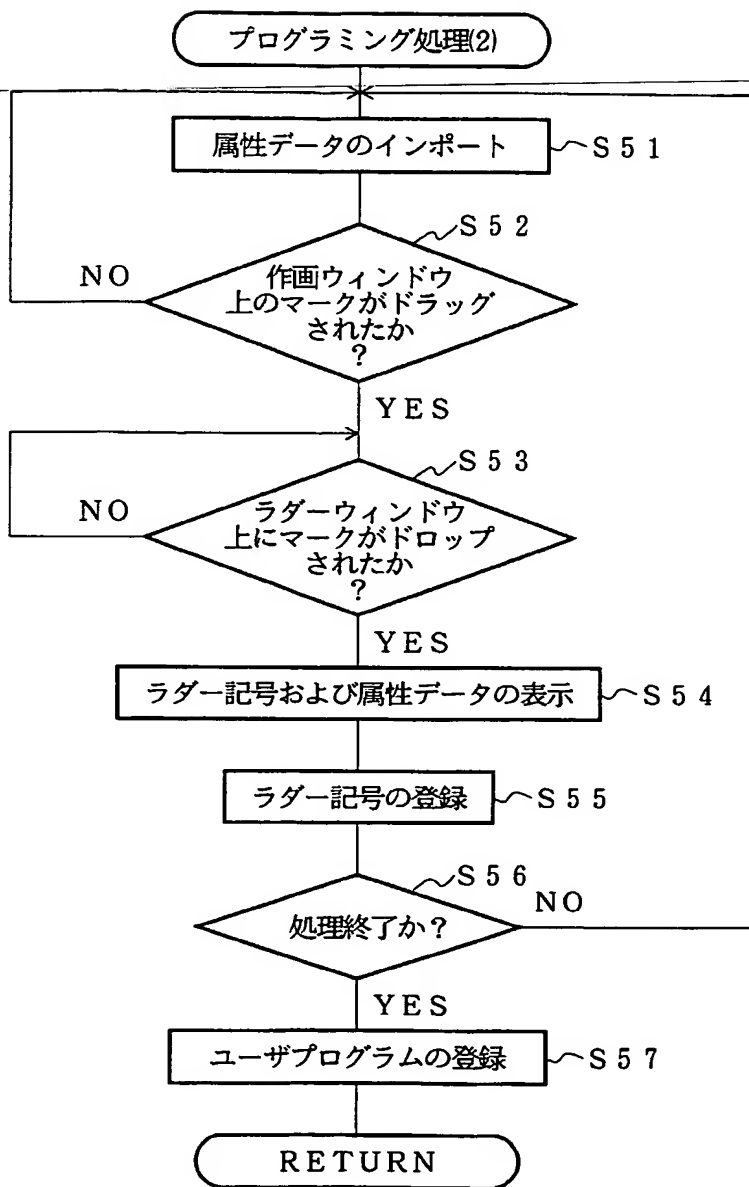 プログラミング処理(2)
属性データのインポート
S51
S52
作画ウィンドウ
上のマークがドラッグ
されたか
?
NO
YES
S53
ラダーウィンドウ
上にマークがドロップ
されたか
?
NO
YES
ラダー記号および属性データの表示
S54
ラダー記号の登録
S55
S56
処理終了か?
NO
YES
ユーザプログラムの登録
S57
RETURN